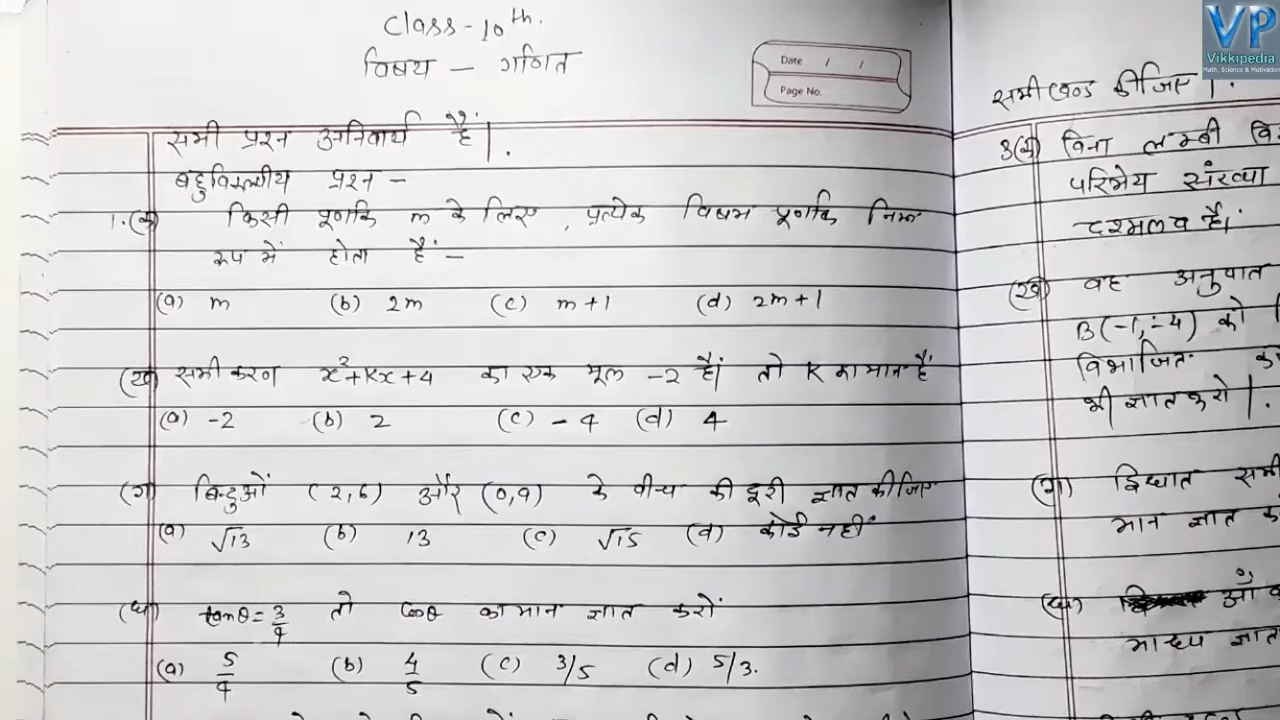 Class-10th.
विषय - गणित
Date / /
Page No.
VP
Vikkipedia
Math, Science & Motivation
सभी प्रश्न अनिवार्य हैं।
बहुविकल्पीय प्रश्न -
1.(क) किसी पूर्णांक m के लिए, प्रत्येक विषम पूर्णांक निम्न
रूप में होता है: -
(a) m (b) 2m (c) m+1 (d) 2m+1
(ख) समीकरण x²+Kx+4 का एक मूल -2 है। तो K का मान है
(a) -2 (b) 2 (c) -4 (d) 4
(ग) बिन्दुओं (2,6) और (0,9) के बीच की दूरी ज्ञात कीजिए
(a) √13 (b) 13 (c) √15 (d) कोई नहीं
(घ) tanθ=3/4 तो cosθ का मान ज्ञात करों
(a) 5/4 (b) 4/5 (c) 3/5 (d) 5/3.
सभी खण्ड कीजिए।
3(क) बिना लम्बी
परिमेय संख्या
दशमलव है।
(ख) वह अनुपात
B(-1,-4) को
विभाजित
भी ज्ञात करो।
(ग) द्विघात
मान ज्ञात
(घ)